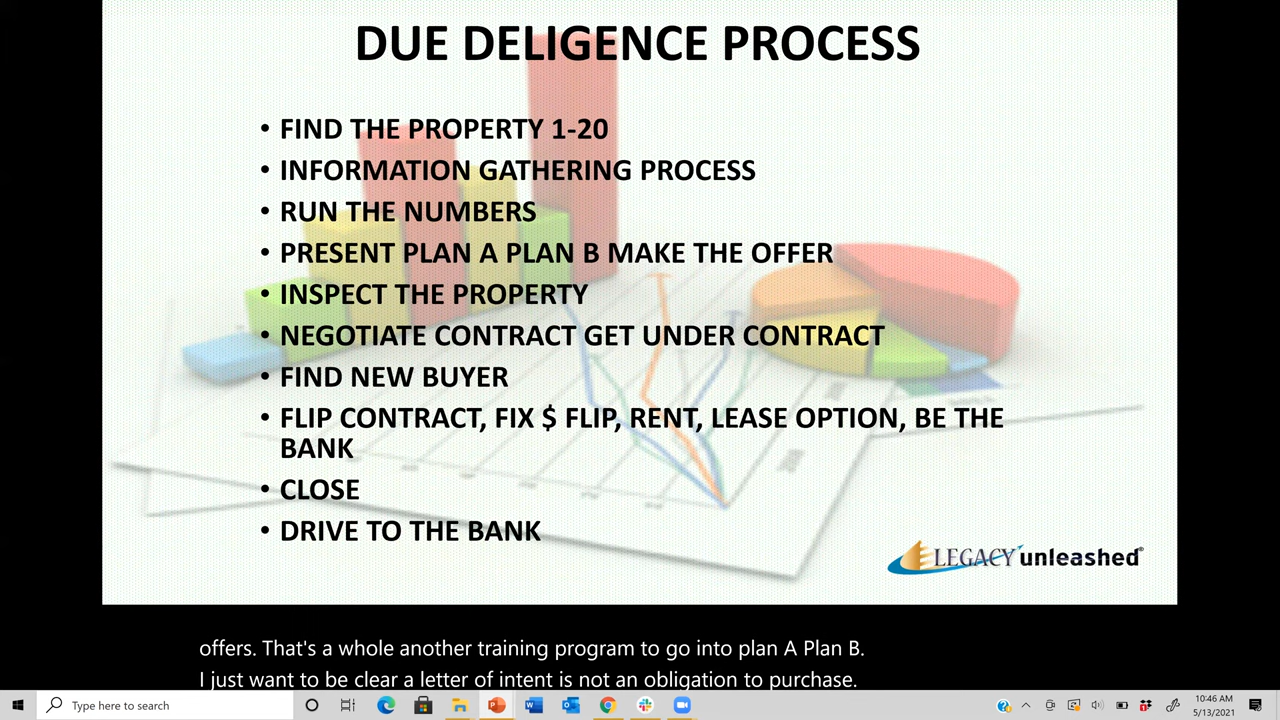 DUE DELIGENCE PROCESS
• FIND THE PROPERTY 1-20
• INFORMATION GATHERING PROCESS
• RUN THE NUMBERS
• PRESENT PLAN A PLAN B MAKE THE OFFER
• INSPECT THE PROPERTY
• NEGOTIATE CONTRACT GET UNDER CONTRACT
• FIND NEW BUYER
• FLIP CONTRACT, FIX $ FLIP, RENT, LEASE OPTION, BE THE
BANK
• CLOSE
• DRIVE TO THE BANK
LEGACY unleashed®
offers. That's a whole another training program to go into plan A Plan B.
I just want to be clear a letter of intent is not an obligation to purchase.
Type here to search
10:46 AM
5/13/2021